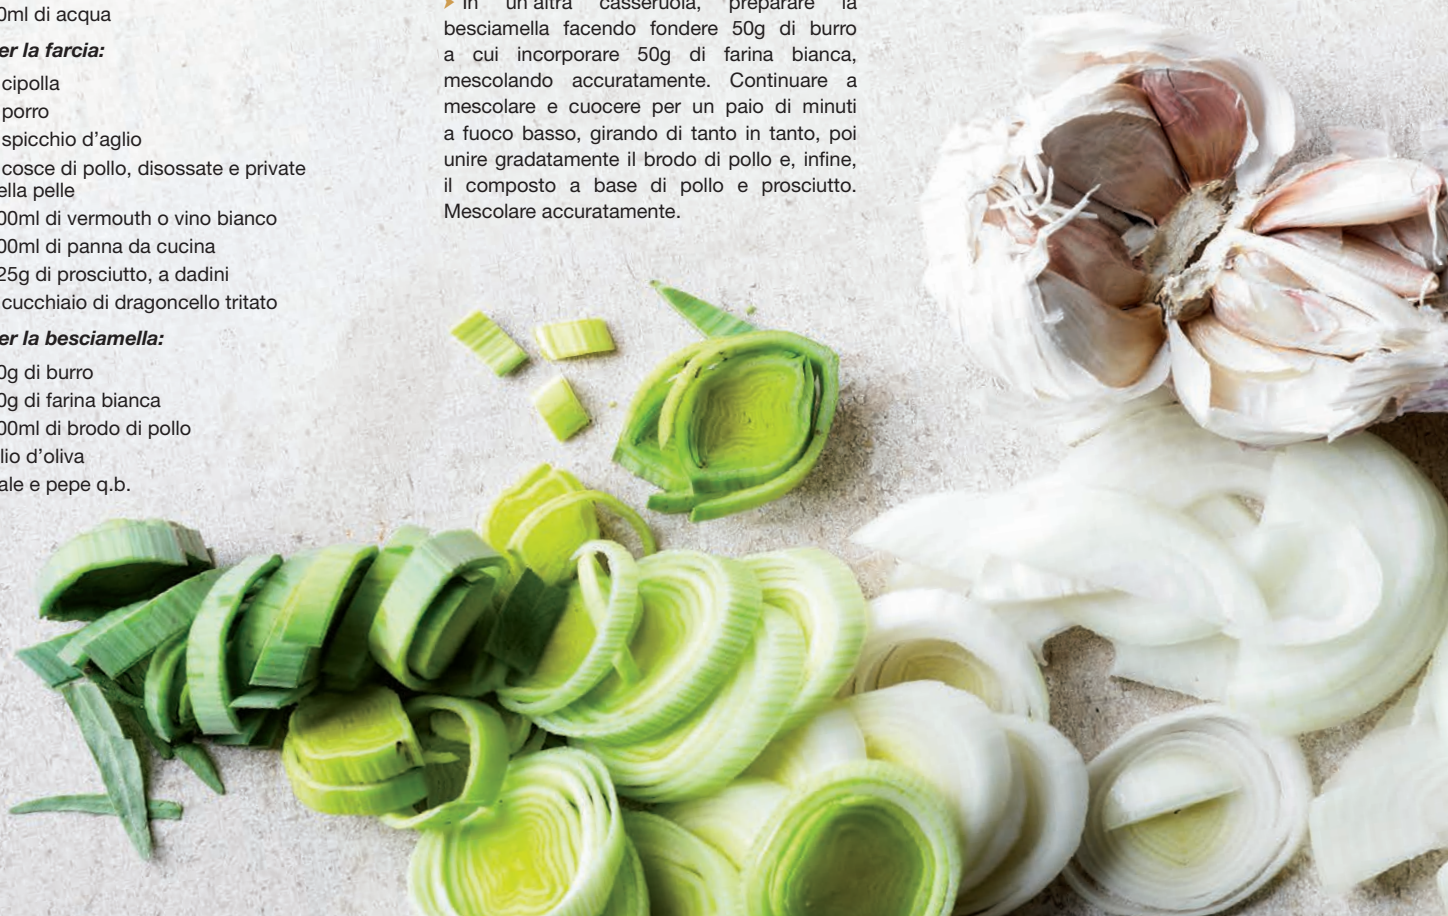 0ml di acqua
er la farcia:
cipolla
porro
spicchio d'aglio
cosce di pollo, disossate e private
ella pelle
00ml di vermouth o vino bianco
00ml di panna da cucina
25g di prosciutto, a dadini
cucchiaio di dragoncello tritato
er la besciamella:
0g di burro
0g di farina bianca
00ml di brodo di pollo
lio d'oliva
ale e pepe q.b.
➤ In un'altra casseruola, preparare la
besciamella facendo fondere 50g di burro
a cui incorporare 50g di farina bianca,
mescolando accuratamente. Continuare a
mescolare e cuocere per un paio di minuti
a fuoco basso, girando di tanto in tanto, poi
unire gradatamente il brodo di pollo e, infine,
il composto a base di pollo e prosciutto.
Mescolare accuratamente.